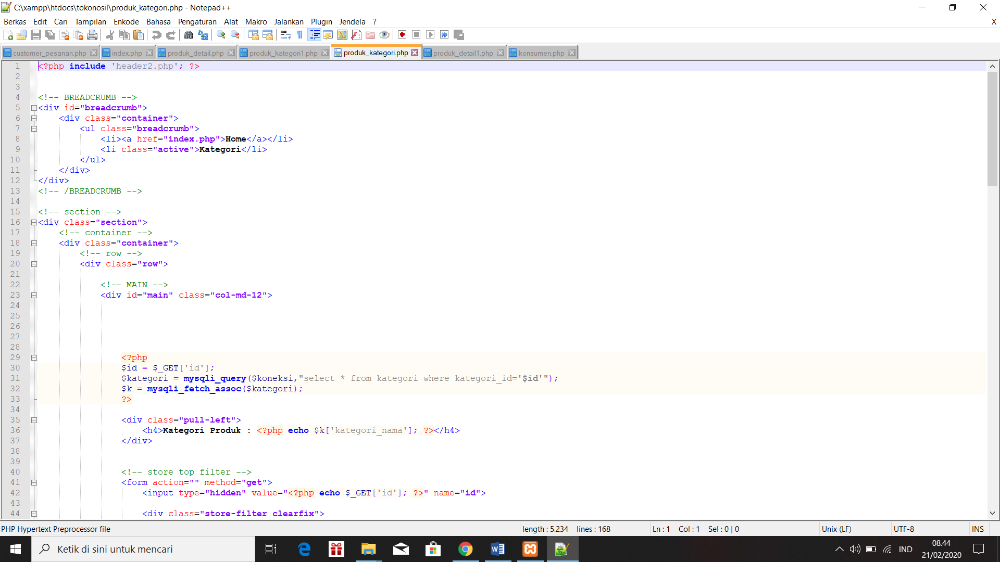 C:\xampp\htdocs\tokonosil\produk_kategori.php - Notepad++
Berkas Edit Cari Tampilan Enkode Bahasa Pengaturan Alat Makro Jalankan Plugin Jendela ? X
customer_pesanan.php index.php produk_detail.php produk_kategori1.php produk_kategori.php produk_detail1.php konsumen.php
1 <?php include 'header2.php'; ?>
2
3
4 <!-- BREADCRUMB -->
5 <div id="breadcrumb">
6 <div class="container">
7 <ul class="breadcrumb">
8 <li><a href="index.php">Home</a></li>
9 <li class="active">Kategori</li>
10 </ul>
11 </div>
12 </div>
13 <!-- /BREADCRUMB -->
14
15 <!-- section -->
16 <div class="section">
17 <!-- container -->
18 <div class="container">
19 <!-- row -->
20 <div class="row">
21
22 <!-- MAIN -->
23 <div id="main" class="col-md-12">
24
25
26
27
28
29 <?php
30 $id = $_GET['id'];
31 $kategori = mysqli_query($koneksi,"select * from kategori where kategori_id='$id'");
32 $k = mysqli_fetch_assoc($kategori);
33 ?>
34
35 <div class="pull-left">
36 <h4>Kategori Produk : <?php echo $k['kategori_nama']; ?></h4>
37 </div>
38
39
40 <!-- store top filter -->
41 <form action="" method="get">
42 <input type="hidden" value="<?php echo $_GET['id']; ?>" name="id">
43
44 <div class="store-filter clearfix">
PHP Hypertext Preprocessor file length : 5.234 lines : 168 Ln : 1 Col : 1 Sel : 0 | 0 Unix (LF) UTF-8 INS
Ketik di sini untuk mencari
IND
08.44
21/02/2020